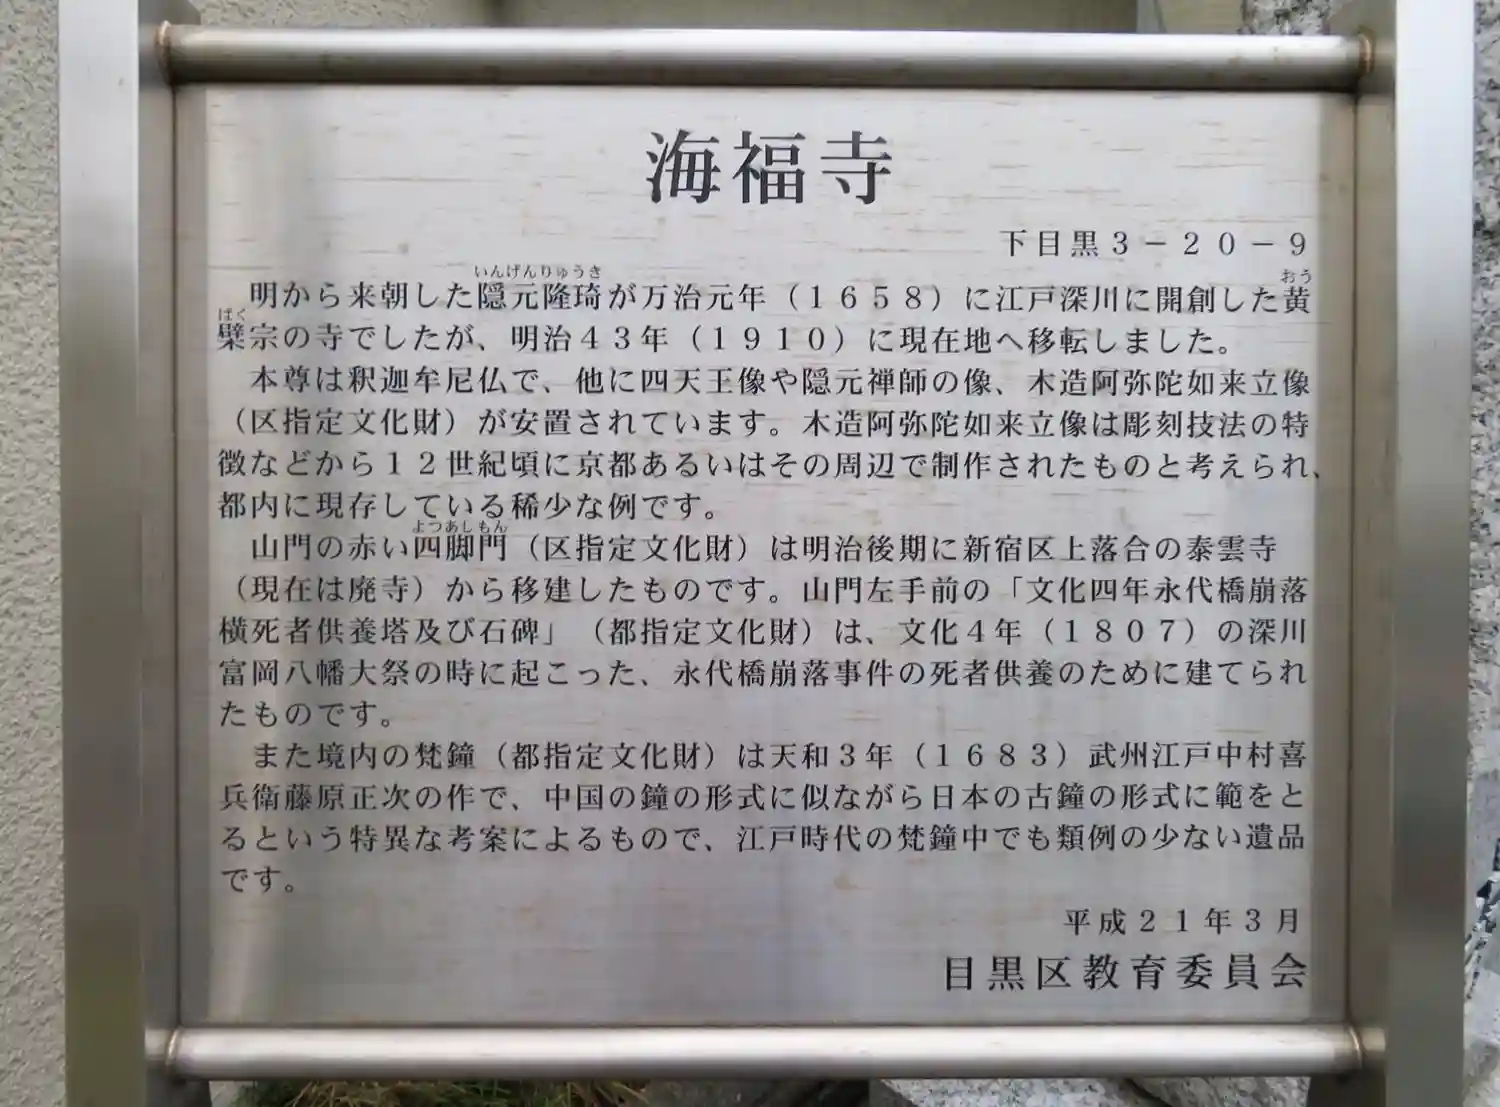 海福寺
下目黒３－２０－９
いんげんりゅうき
おう
明から来朝した隠元隆琦が万治元年（１６５８）に江戸深川に開創した黄
ばく
檗宗の寺でしたが、明治４３年（１９１０）に現在地へ移転しました。
本尊は釈迦牟尼仏で、他に四天王像や隠元禅師の像、木造阿弥陀如来立像
（区指定文化財）が安置されています。木造阿弥陀如来立像は彫刻技法の特
徴などから１２世紀頃に京都あるいはその周辺で制作されたものと考えられ、
都内に現存している稀少な例です。
よつあしもん
山門の赤い四脚門（区指定文化財）は明治後期に新宿区上落合の泰雲寺
（現在は廃寺）から移建したものです。山門左手前の「文化四年永代橋崩落
横死者供養塔及び石碑」（都指定文化財）は、文化４年（１８０７）の深川
富岡八幡大祭の時に起こった、永代橋崩落事件の死者供養のために建てられ
たものです。
また境内の梵鐘（都指定文化財）は天和３年（１６８３）武州江戸中村喜
兵衛藤原正次の作で、中国の鐘の形式に似ながら日本の古鐘の形式に範をと
るという特異な考案によるもので、江戸時代の梵鐘中でも類例の少ない遺品
です。
平成２１年３月
目黒区教育委員会